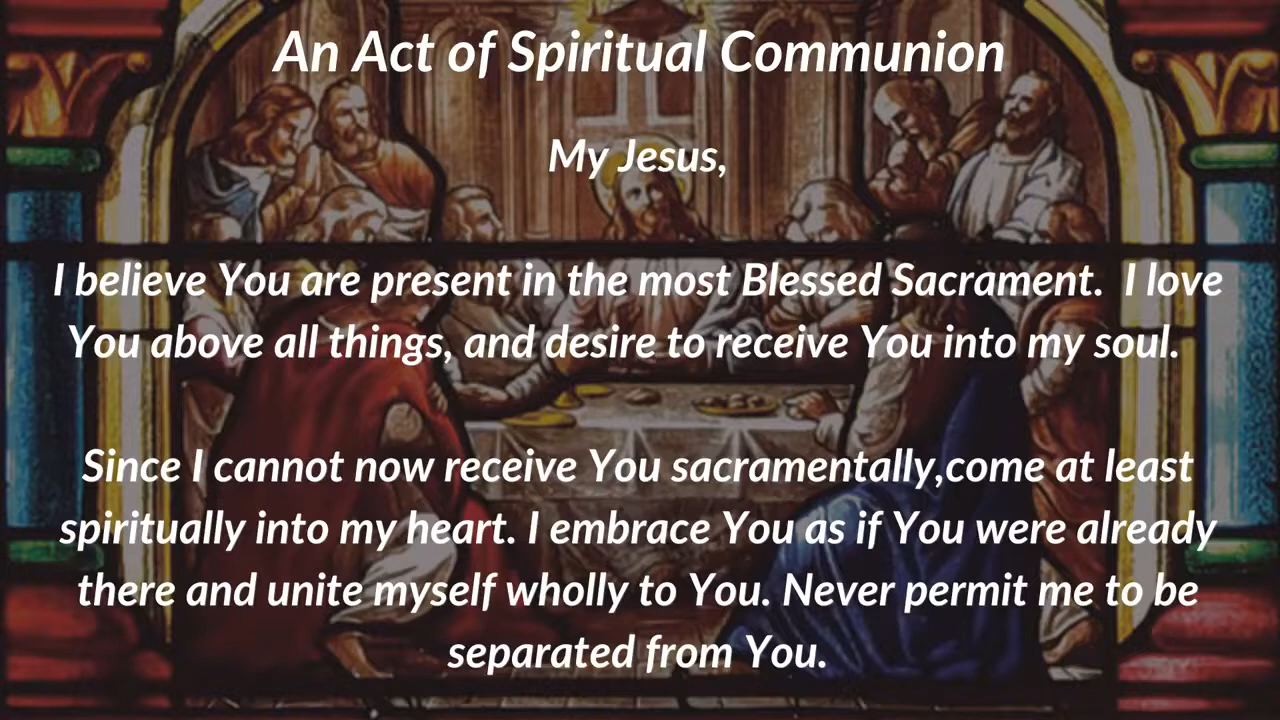 An Act of Spiritual Communion
My Jesus,
I believe You are present in the most Blessed Sacrament.  I love
You above all things, and desire to receive You into my soul.
Since I cannot now receive You sacramentally,come at least
spiritually into my heart. I embrace You as if You were already
there and unite myself wholly to You. Never permit me to be
separated from You.